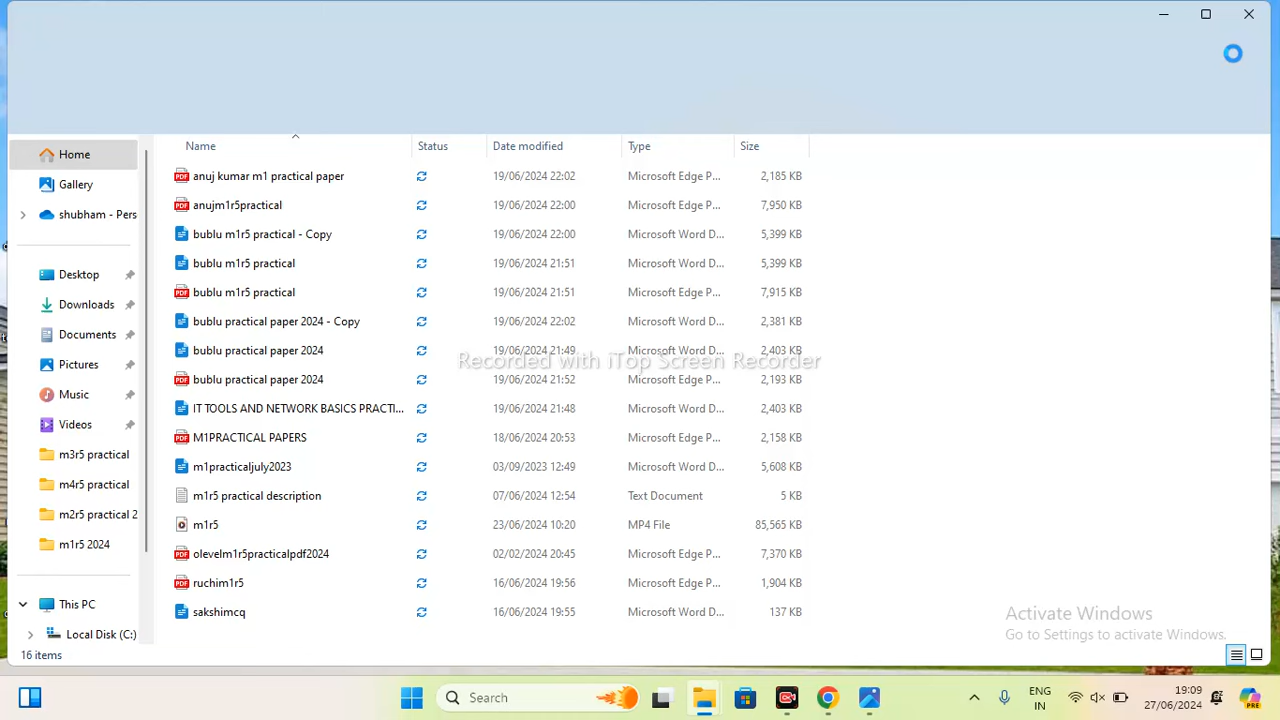 Home
Gallery
shubham - Pers
Desktop
Downloads
Documents
Pictures
Music
Videos
m3r5 practical
m4r5 practical
m2r5 practical 2
m1r5 2024
This PC
Local Disk (C:)
Name Status Date modified Type Size
anuj kumar m1 practical paper 19/06/2024 22:02 Microsoft Edge P... 2,185 KB
anujm1r5practical 19/06/2024 22:00 Microsoft Edge P... 7,950 KB
bublu m1r5 practical - Copy 19/06/2024 22:00 Microsoft Word D... 5,399 KB
bublu m1r5 practical 19/06/2024 21:51 Microsoft Word D... 5,399 KB
bublu m1r5 practical 19/06/2024 21:51 Microsoft Edge P... 7,915 KB
bublu practical paper 2024 - Copy 19/06/2024 22:02 Microsoft Word D... 2,381 KB
bublu practical paper 2024 19/06/2024 21:49 Microsoft Word D... 2,403 KB
Recorded with iTop Screen Recorder
bublu practical paper 2024 19/06/2024 21:52 Microsoft Edge P... 2,193 KB
IT TOOLS AND NETWORK BASICS PRACTI... 19/06/2024 21:48 Microsoft Word D... 2,403 KB
M1PRACTICAL PAPERS 18/06/2024 20:53 Microsoft Edge P... 2,158 KB
m1practicaljuly2023 03/09/2023 12:49 Microsoft Word D... 5,608 KB
m1r5 practical description 07/06/2024 12:54 Text Document 5 KB
m1r5 23/06/2024 10:20 MP4 File 85,565 KB
olevelm1r5practicalpdf2024 02/02/2024 20:45 Microsoft Edge P... 7,370 KB
ruchim1r5 16/06/2024 19:56 Microsoft Edge P... 1,904 KB
sakshimcq 16/06/2024 19:55 Microsoft Word D... 137 KB
Activate Windows
Go to Settings to activate Windows.
16 items
Search
ENG
IN
19:09
27/06/2024
PRE